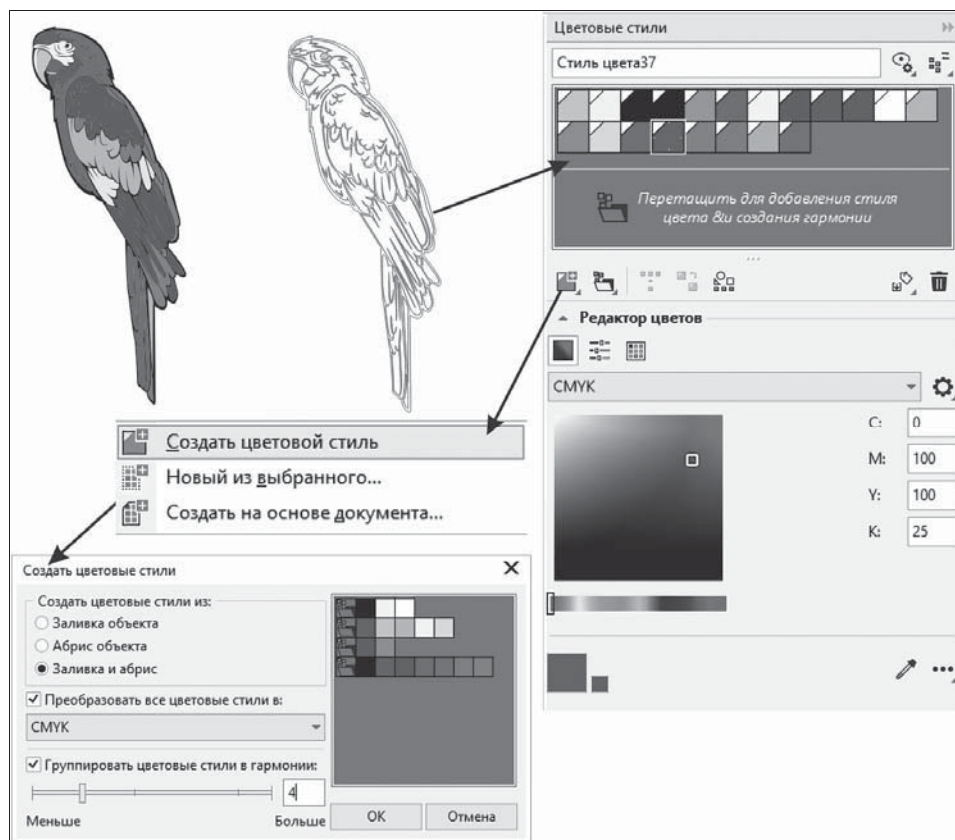 Цветовые стили
Стиль цвета37
Перетащить для добавления стиля
цвета &и создания гармонии
Редактор цветов
CMYK
C: 0
M: 100
Y: 100
K: 25
Создать цветовой стиль
Новый из выбранного...
Создать на основе документа...
Создать цветовые стили
Создать цветовые стили из:
Заливка объекта
Абрис объекта
Заливка и абрис
Преобразовать все цветовые стили в:
CMYK
Группировать цветовые стили в гармонии:
4
Меньше Больше
OK Отмена